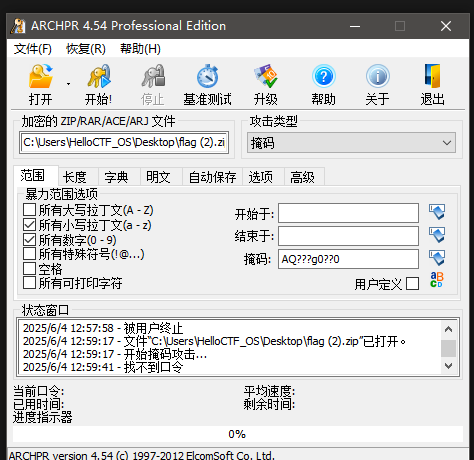 ARCHPR 4.54 Professional Edition
文件(F) 恢复(R) 帮助(H)
打开 开始! 停止 基准测试 升级 帮助 关于 退出
加密的 ZIP/RAR/ACE/ARJ 文件 攻击类型
C:\Users\HelloCTF_OS\Desktop\flag (2).zi 掩码
范围 长度 字典 明文 自动保存 选项 高级
暴力范围选项
所有大写拉丁文(A - Z) 开始于:
所有小写拉丁文(a - z)
所有数字(0 - 9) 结束于:
所有特殊符号(!@...)
空格 掩码: AQ???g0??0
所有可打印字符 用户定义
状态窗口
2025/6/4 12:57:58 - 被用户终止
2025/6/4 12:59:17 - 文件“C:\Users\HelloCTF_OS\Desktop\flag (2).zip”已打开。
2025/6/4 12:59:17 - 开始掩码攻击...
2025/6/4 12:59:41 - 找不到口令
当前口令: 平均速度:
已用时间: 剩余时间:
进度指示器
0%
ARCHPR version 4.54 (c) 1997-2012 ElcomSoft Co. Ltd.